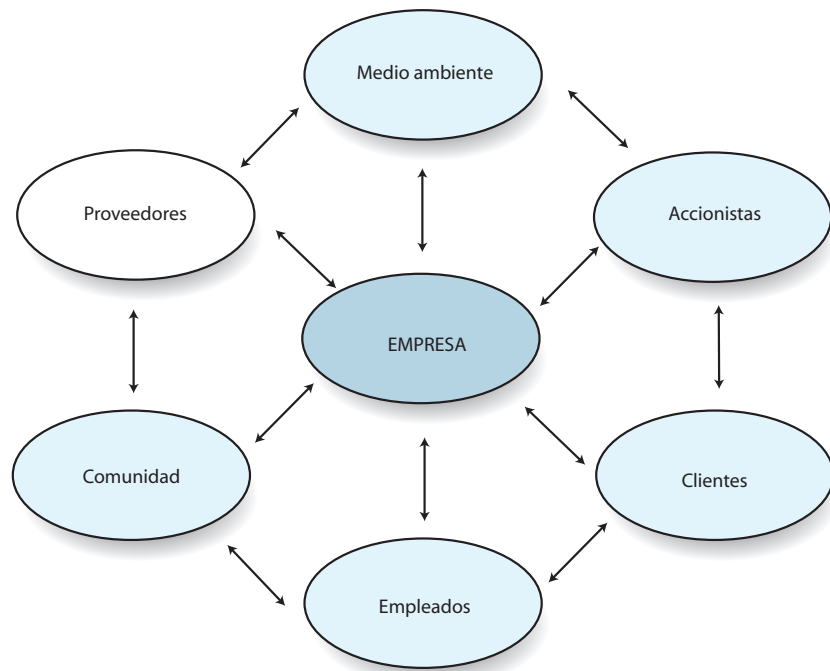 Medio ambiente
Proveedores
Accionistas
EMPRESA
Comunidad
Clientes
Empleados